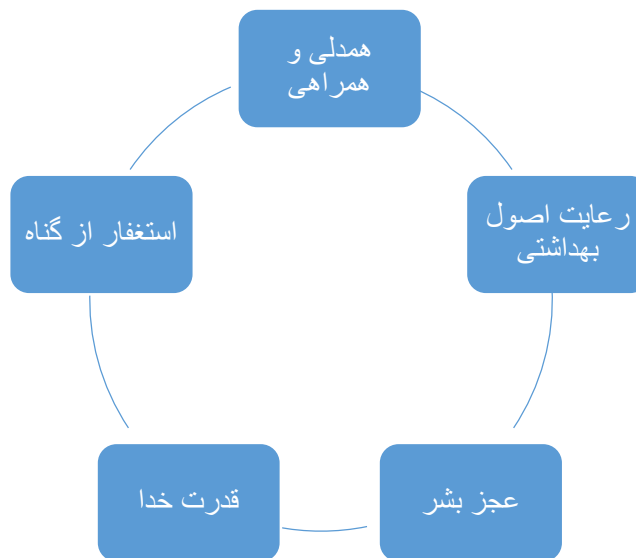 همدلی و
همراهی
رعایت اصول
بهداشتی
عجز بشر
قدرت خدا
استغفار از گناه